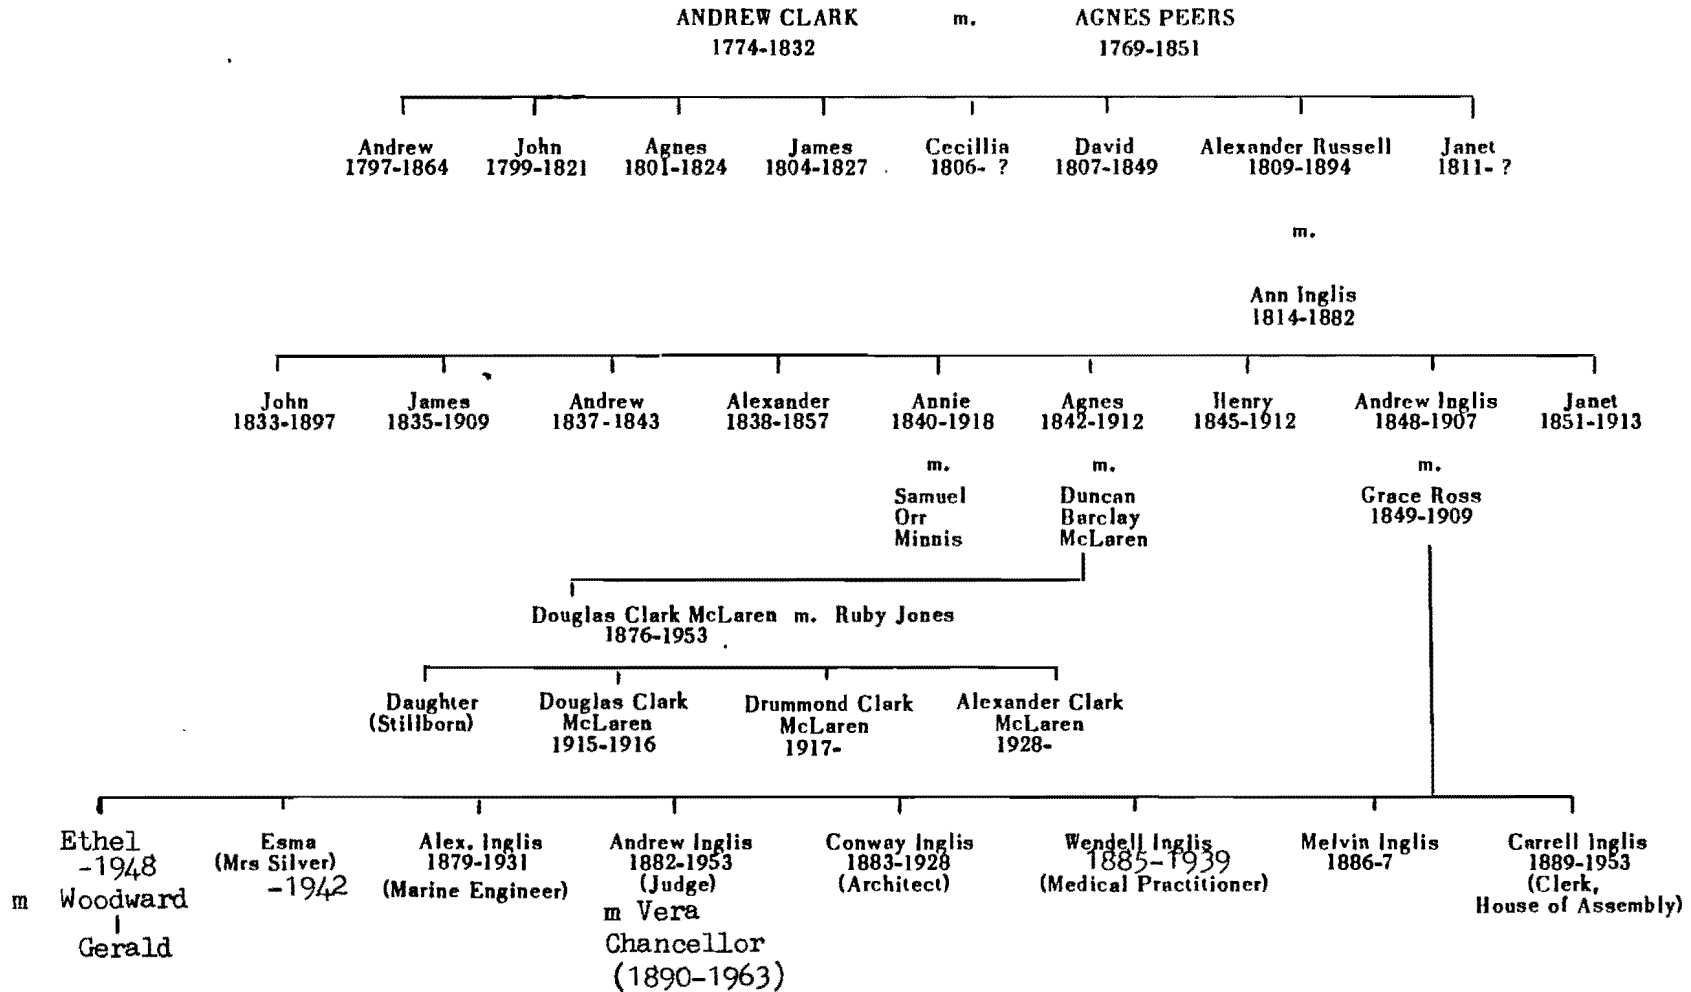 ANDREW CLARK m. AGNES PEERS
1774-1832 1769-1851
Andrew John Agnes James Cecillia David Alexander Russell Janet
1797-1864 1799-1821 1801-1824 1804-1827 1806- ? 1807-1849 1809-1894 1811- ?
m.
Ann Inglis
1814-1882
John James Andrew Alexander Annie Agnes Henry Andrew Inglis Janet
1833-1897 1835-1909 1837-1843 1838-1857 1840-1918 1842-1912 1845-1912 1848-1907 1851-1913
m. m. m.
Samuel Duncan Grace Ross
Orr Barclay 1849-1909
Minnis McLaren
Douglas Clark McLaren m. Ruby Jones
1876-1953
Daughter Douglas Clark Drummond Clark Alexander Clark
(Stillborn) McLaren McLaren McLaren
1915-1916 1917- 1928-
Ethel Esma Alex. Inglis Andrew Inglis Conway Inglis Wendell Inglis Melvin Inglis Carrell Inglis
-1948 (Mrs Silver) 1879-1931 1882-1953 1883-1928 1885-1939 1886-7 1889-1953
-1942 (Marine Engineer) (Judge) (Architect) (Medical Practitioner) (Clerk,
m Woodward m Vera House of Assembly)
Gerald Chancellor
(1890-1963)